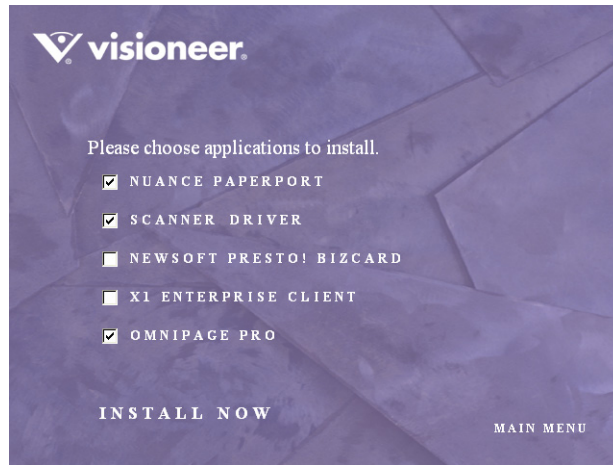 visioneer®
Please choose applications to install.
NUANCE PAPERPORT
SCANNER DRIVER
NEWSOFT PRESTO! BIZCARD
X1 ENTERPRISE CLIENT
OMNIPAGE PRO
INSTALL NOW
MAIN MENU